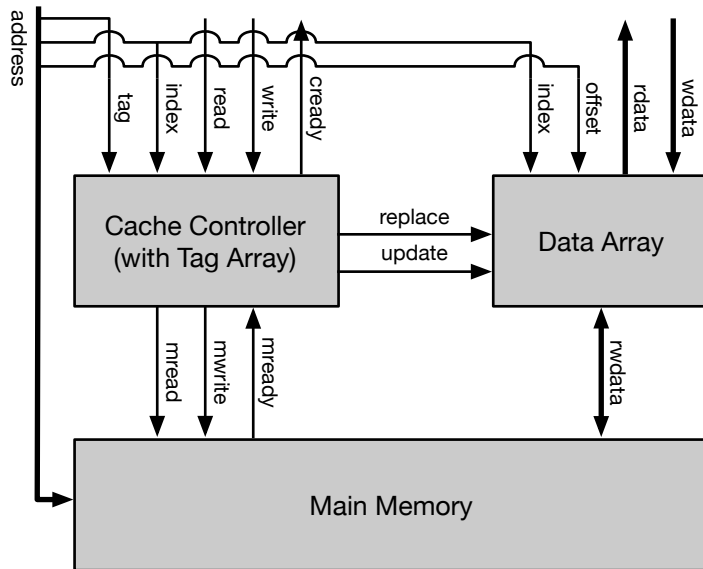 address
tag
index
read
write
cready
index
offset
rdata
wdata
Cache Controller
(with Tag Array)
replace
update
Data Array
mread
mwrite
mready
rwdata
Main Memory